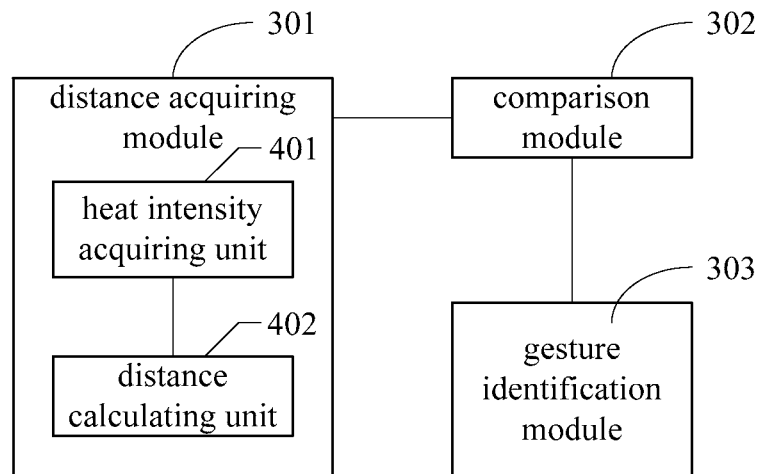 301
302
distance acquiring
module
401
heat intensity
acquiring unit
402
distance
calculating unit
comparison
module
303
gesture
identification
module